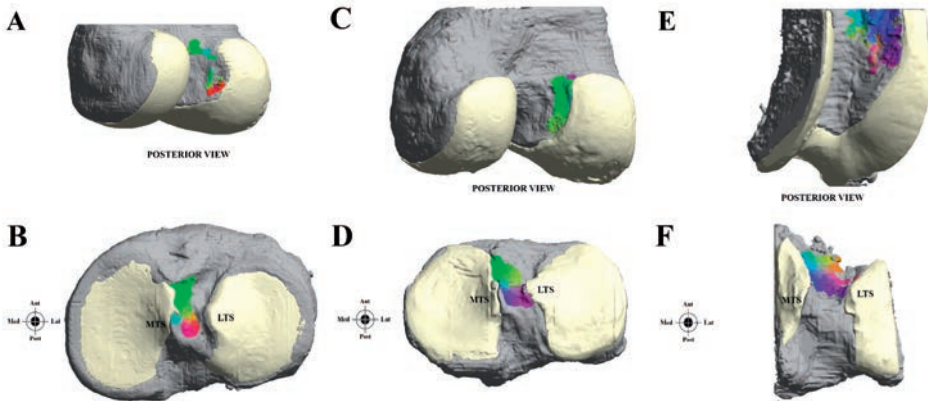 A
C
E
POSTERIOR VIEW
POSTERIOR VIEW
POSTERIOR VIEW
B
D
F
Ant
Med Lat
Post
MTS
LTS
Ant
Med Lat
Post
MTS
LTS
Ant
Med Lat
Post
MTS
LTS